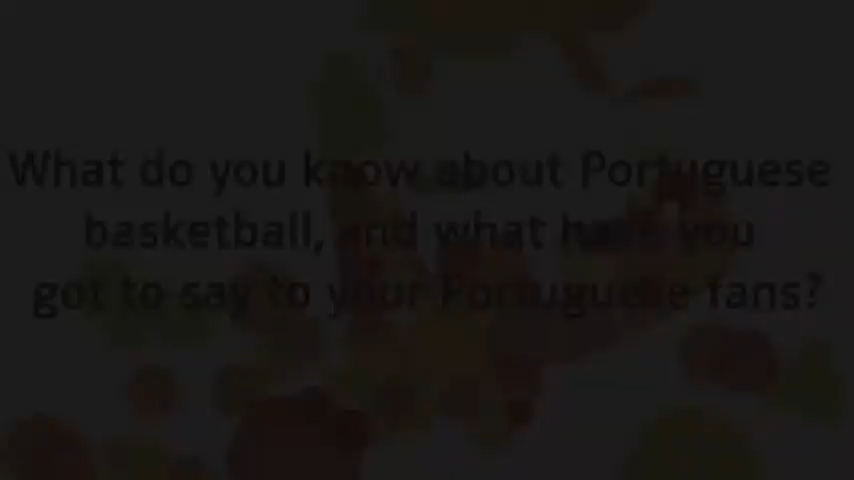 What do you know about Portuguese
basketball, and what have you
got to say to your Portuguese fans?